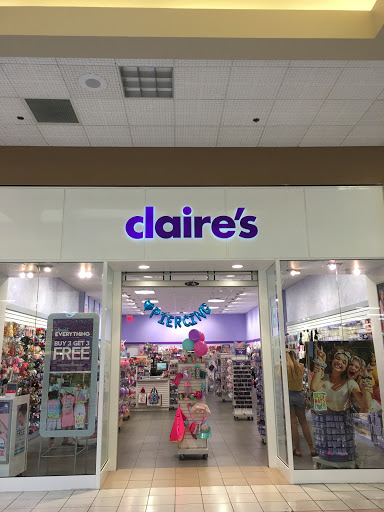 claire's
PIERCING
EVERYTHING
BUY 3 GET 3
FREE